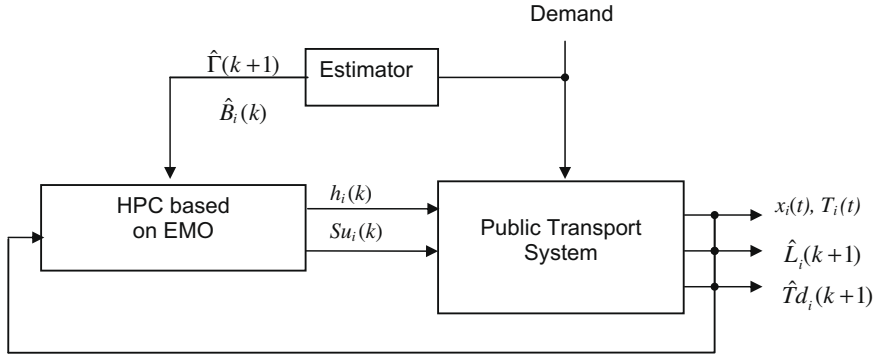 Demand
Γ̂(k+1)
Estimator
B̂ᵢ(k)
HPC based
on EMO
hᵢ(k)
Suᵢ(k)
Public Transport
System
xᵢ(t), Tᵢ(t)
L̂ᵢ(k+1)
T̂dᵢ(k+1)